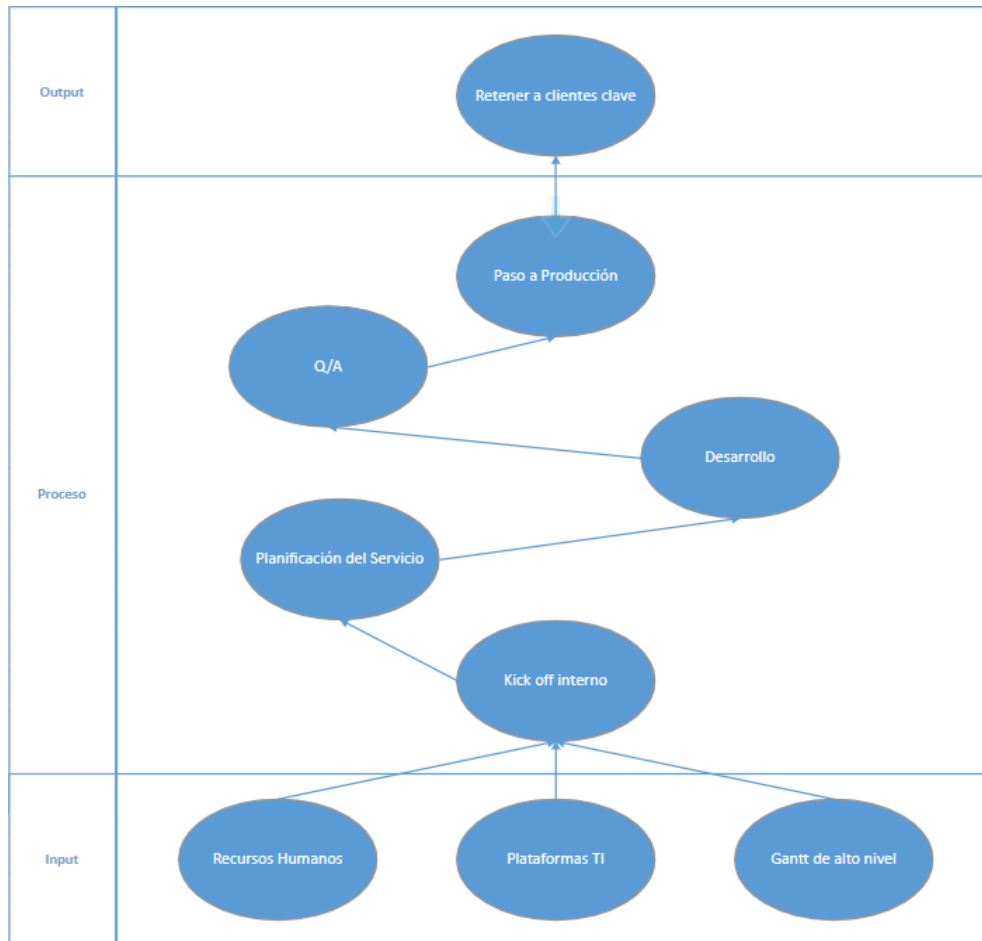 Output
Retener a clientes clave
Proceso
Paso a Producción
Q/A
Desarrollo
Planificación del Servicio
Kick off interno
Input
Recursos Humanos
Plataformas TI
Gantt de alto nivel